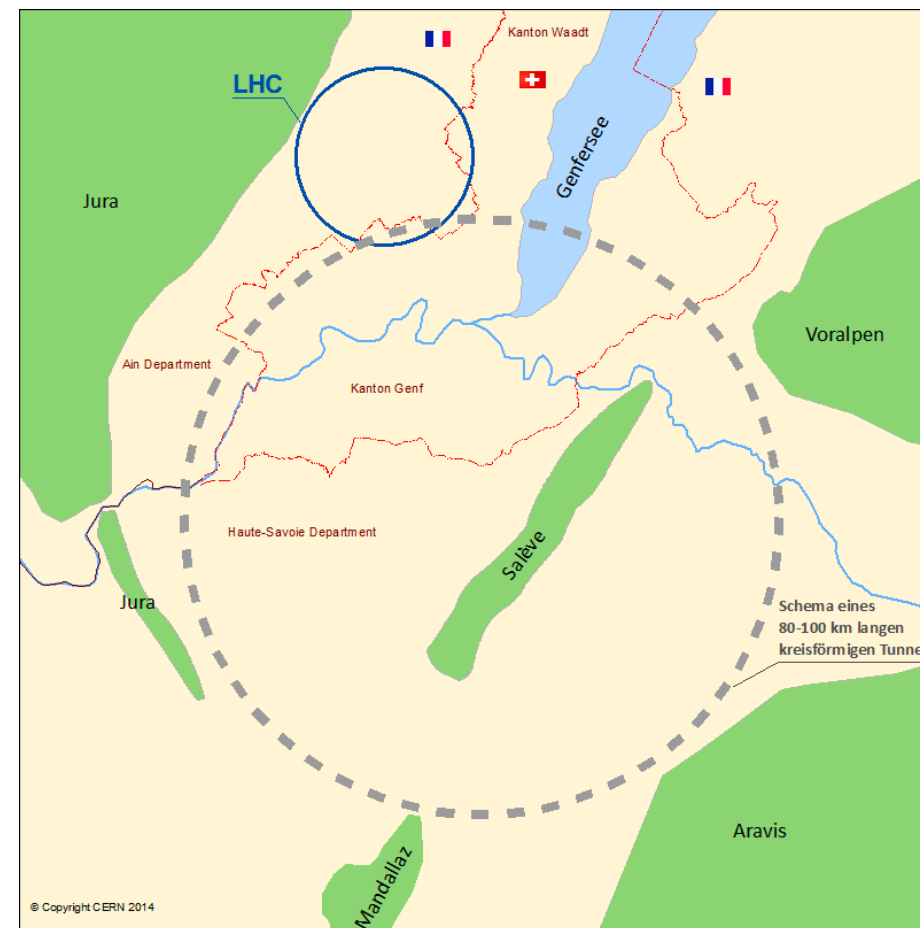 Kanton Waadt
LHC
Genfersee
Jura
Voralpen
Ain Department
Kanton Genf
Haute-Savoie Department
Salève
Jura
Schema eines
80-100 km langen
kreisförmigen Tunne
Aravis
Mandallaz
© Copyright CERN 2014